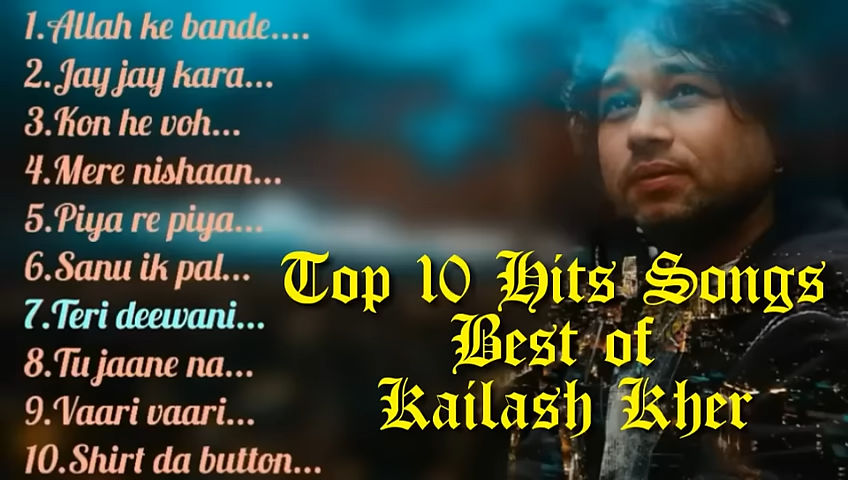 1.Allah ke bande....
2.Jay jay kara...
3.Kon he voh...
4.Mere nishaan...
5.Piya re piya...
6.Sanu ik pal...
7.Teri deewani...
8.Tu jaane na...
9.Vaari vaari...
10.Shirt da button...
Top 10 Hits Songs
Best of
Kailash Kher